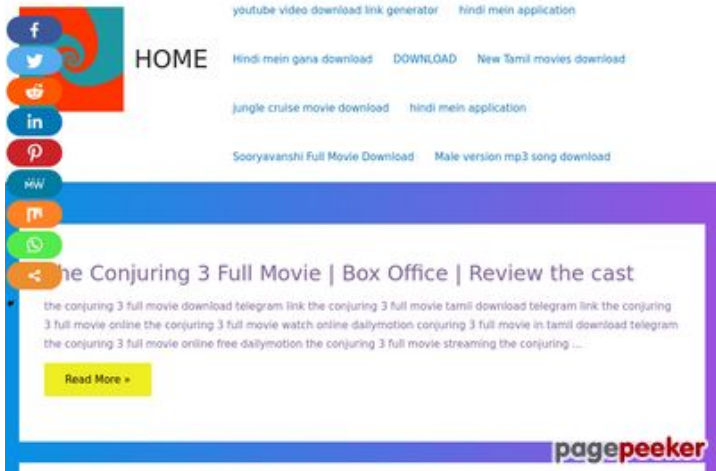 youtube video download link generator hindi mein application
HOME Hindi mein gana download DOWNLOAD New Tamil movies download
jungle cruise movie download hindi mein application
Sooryavanshi Full Movie Download Male version mp3 song download
he Conjuring 3 Full Movie | Box Office | Review the cast
the conjuring 3 full movie download telegram link the conjuring 3 full movie tamil download telegram link the conjuring
3 full movie online the conjuring 3 full movie watch online dailymotion conjuring 3 full movie in tamil download telegram
the conjuring 3 full movie online free dailymotion the conjuring 3 full movie streaming the conjuring ...
Read More »
pagepeeker